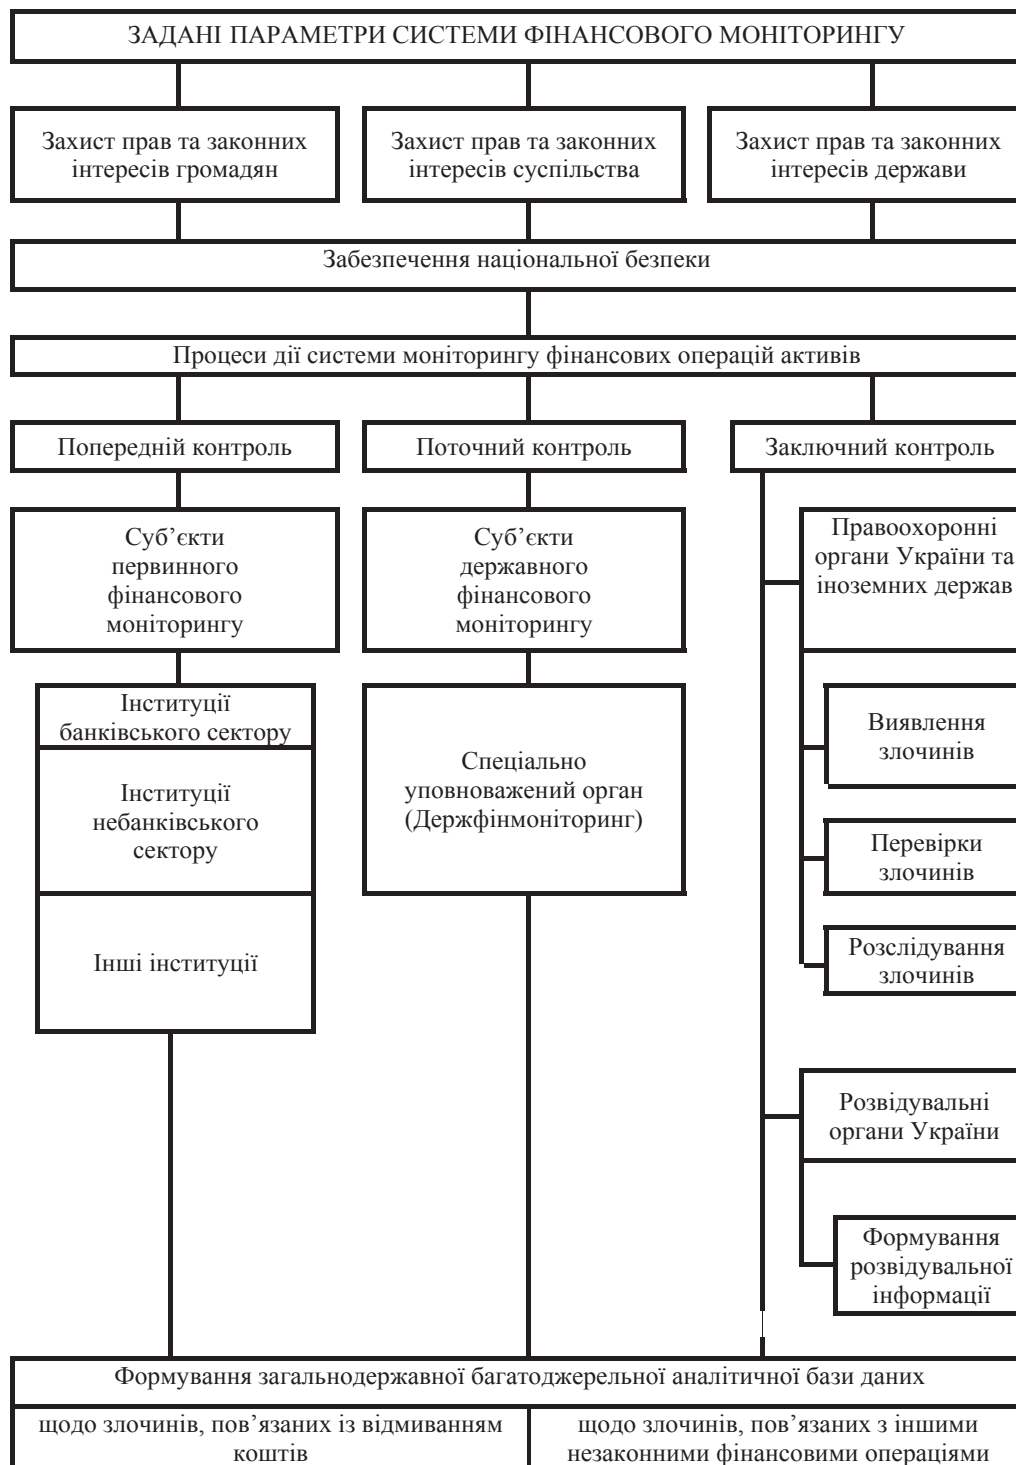 ЗАДАНІ ПАРАМЕТРИ СИСТЕМИ ФІНАНСОВОГО МОНІТОРИНГУ
Захист прав та законних
інтересів громадян
Захист прав та законних
інтересів суспільства
Захист прав та законних
інтересів держави
Забезпечення національної безпеки
Процеси дії системи моніторингу фінансових операцій активів
Попередній контроль
Поточний контроль
Заключний контроль
Суб’єкти
первинного
фінансового
моніторингу
Суб’єкти
державного
фінансового
моніторингу
Правоохоронні
органи України та
іноземних держав
Інституції
банківського сектору
Інституції
небанківського
сектору
Інші інституції
Спеціально
уповноважений орган
(Держфінмоніторинг)
Виявлення
злочинів
Перевірки
злочинів
Розслідування
злочинів
Розвідувальні
органи України
Формування
розвідувальної
інформації
Формування загальнодержавної багатоджерельної аналітичної бази даних
щодо злочинів, пов’язаних із відмиванням
коштів
щодо злочинів, пов’язаних з іншими
незаконними фінансовими операціями